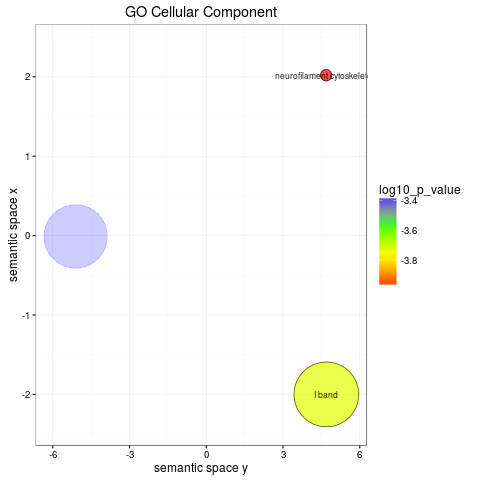 GO Cellular Component
2
1
0
-1
-2
semantic space x
neurofilament cytoskele
I band
-6
-3
0
3
6
semantic space y
log10_p_value
-3.4
-3.6
-3.8